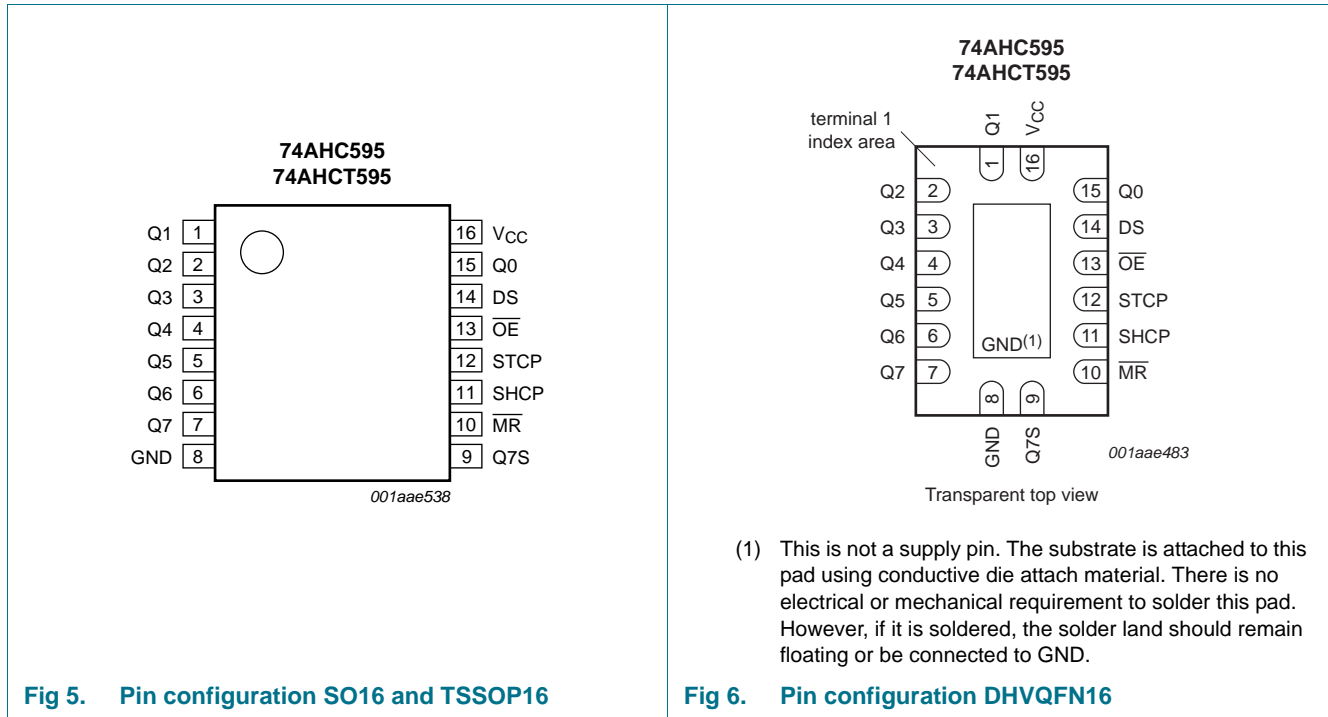 74AHC595
74AHCT595
Q1 1
Q2 2
Q3 3
Q4 4
Q5 5
Q6 6
Q7 7
GND 8
16 VCC
15 Q0
14 DS
13 OE
12 STCP
11 SHCP
10 MR
9 Q7S
001aae538
Fig 5. Pin configuration SO16 and TSSOP16
74AHC595
74AHCT595
terminal 1
index area
Q1
VCC
1
16
Q2 2
Q3 3
Q4 4
Q5 5
Q6 6
Q7 7
15 Q0
14 DS
13 OE
12 STCP
11 SHCP
10 MR
GND(1)
8
9
GND
Q7S
001aae483
Transparent top view
(1) This is not a supply pin. The substrate is attached to this
pad using conductive die attach material. There is no
electrical or mechanical requirement to solder this pad.
However, if it is soldered, the solder land should remain
floating or be connected to GND.
Fig 6. Pin configuration DHVQFN16